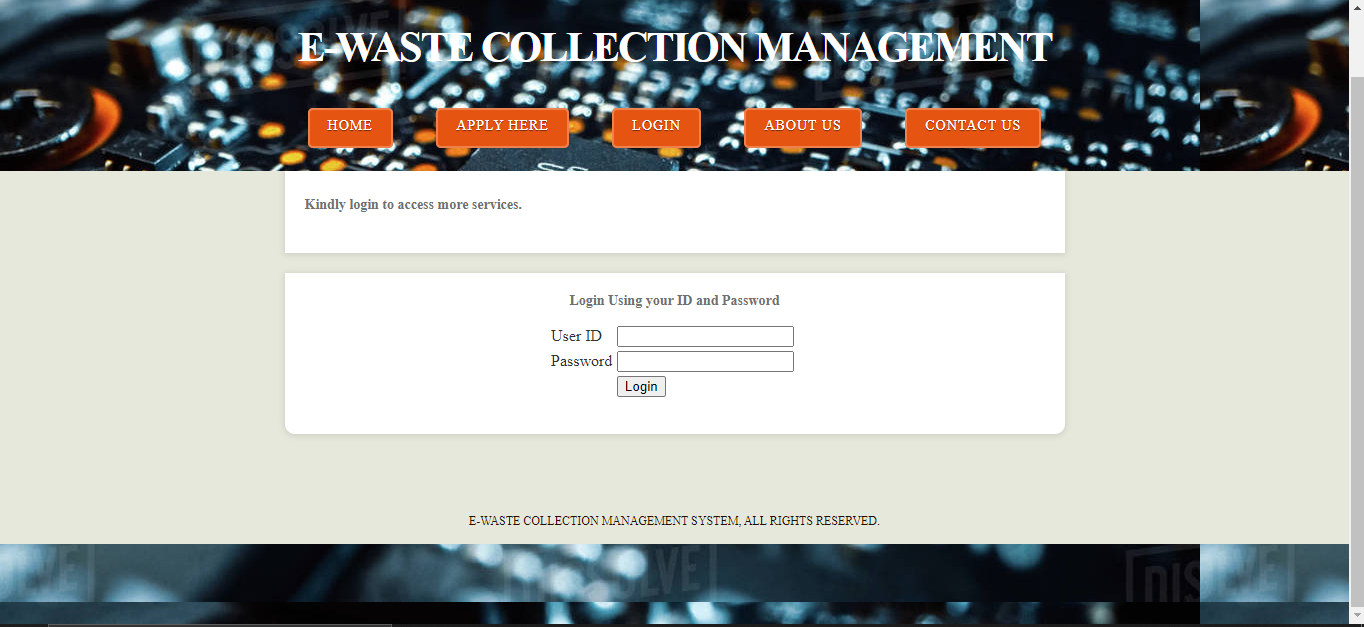 E-WASTE COLLECTION MANAGEMENT
HOME APPLY HERE LOGIN ABOUT US CONTACT US
Kindly login to access more services.
Login Using your ID and Password
User ID
Password
Login
E-WASTE COLLECTION MANAGEMENT SYSTEM, ALL RIGHTS RESERVED.